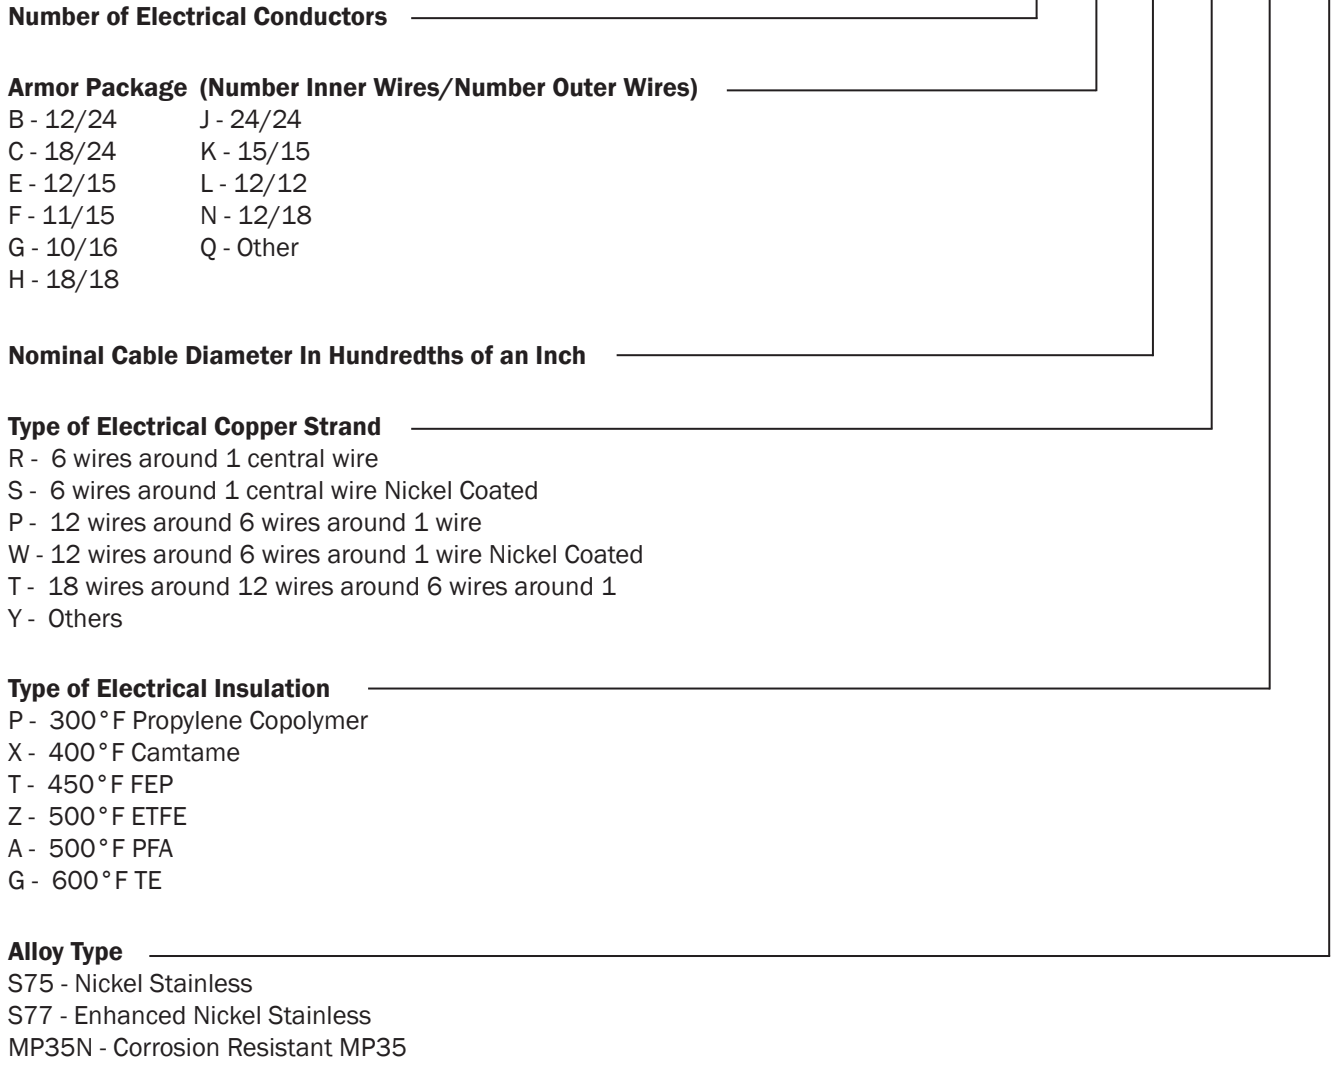 Number of Electrical Conductors
Armor Package (Number Inner Wires/Number Outer Wires)
B - 12/24 J - 24/24
C - 18/24 K - 15/15
E - 12/15 L - 12/12
F - 11/15 N - 12/18
G - 10/16 Q - Other
H - 18/18
Nominal Cable Diameter In Hundredths of an Inch
Type of Electrical Copper Strand
R - 6 wires around 1 central wire
S - 6 wires around 1 central wire Nickel Coated
P - 12 wires around 6 wires around 1 wire
W - 12 wires around 6 wires around 1 wire Nickel Coated
T - 18 wires around 12 wires around 6 wires around 1
Y - Others
Type of Electrical Insulation
P - 300°F Propylene Copolymer
X - 400°F Camtame
T - 450°F FEP
Z - 500°F ETFE
A - 500°F PFA
G - 600°F TE
Alloy Type
S75 - Nickel Stainless
S77 - Enhanced Nickel Stainless
MP35N - Corrosion Resistant MP35